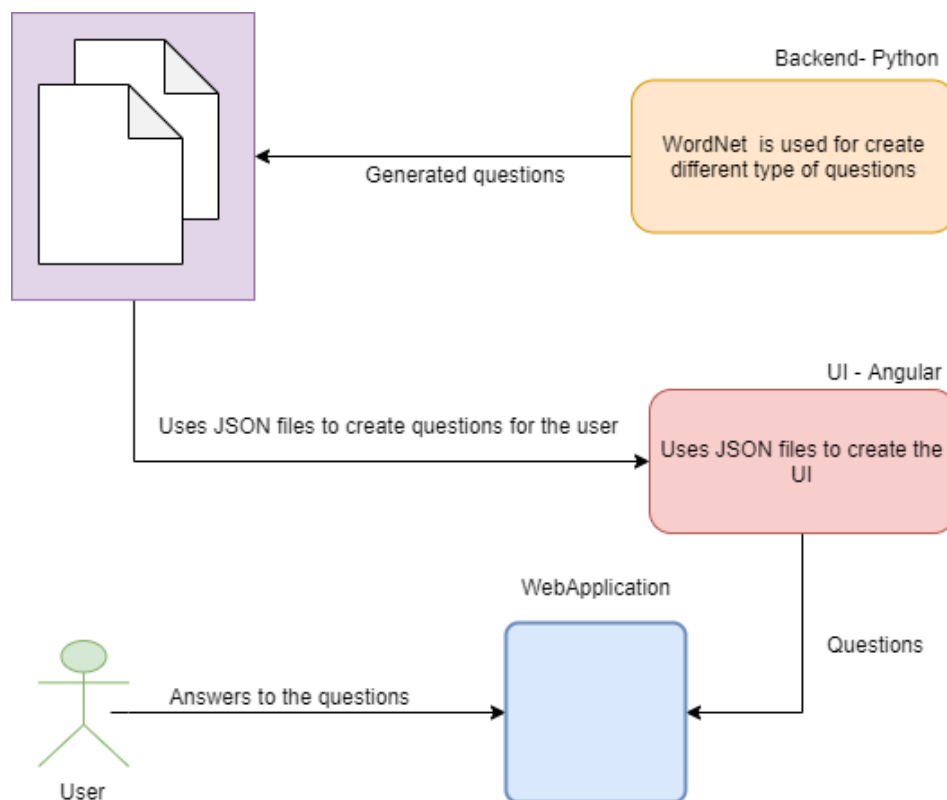 Backend- Python
WordNet  is used for create
different type of questions
Generated questions
UI - Angular
Uses JSON files to create questions for the user
Uses JSON files to create the
UI
WebApplication
Questions
Answers to the questions
User